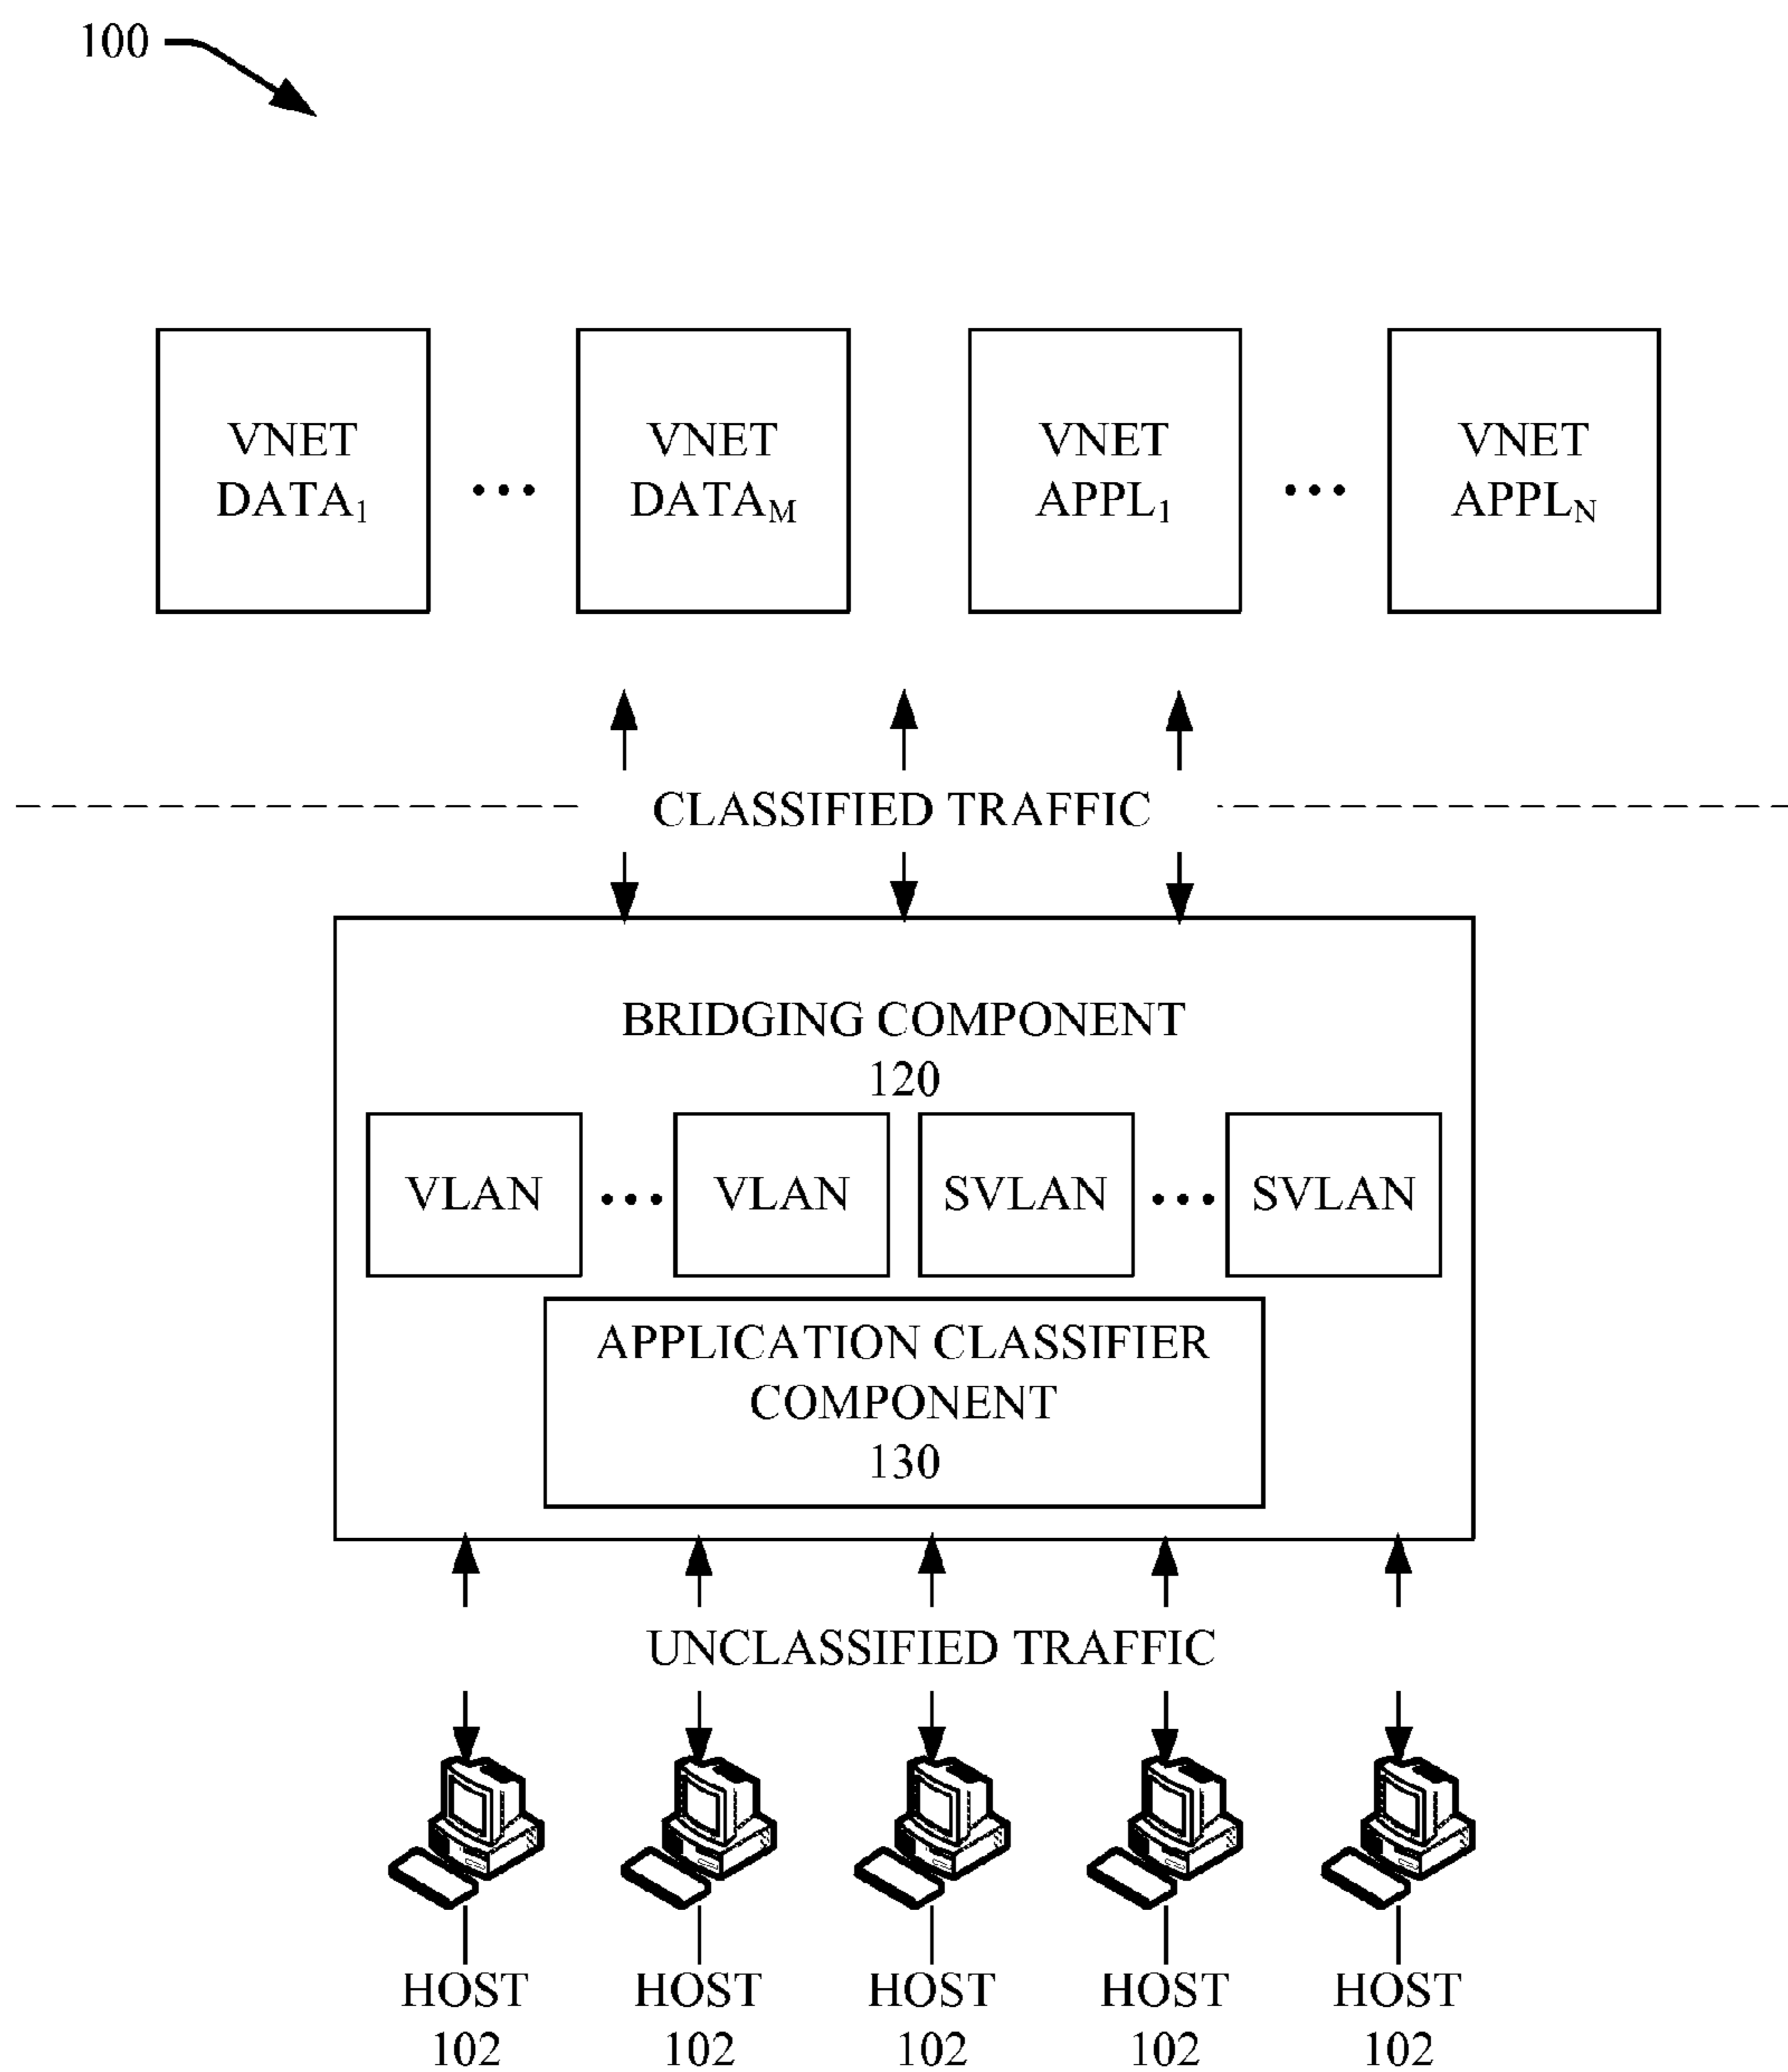 100
VNET
DATA₁
VNET
DATAM
VNET
APPL₁
VNET
APPLN
CLASSIFIED TRAFFIC
BRIDGING COMPONENT
120
VLAN
VLAN
SVLAN
SVLAN
APPLICATION CLASSIFIER
COMPONENT
130
UNCLASSIFIED TRAFFIC
HOST
102
HOST
102
HOST
102
HOST
102
HOST
102